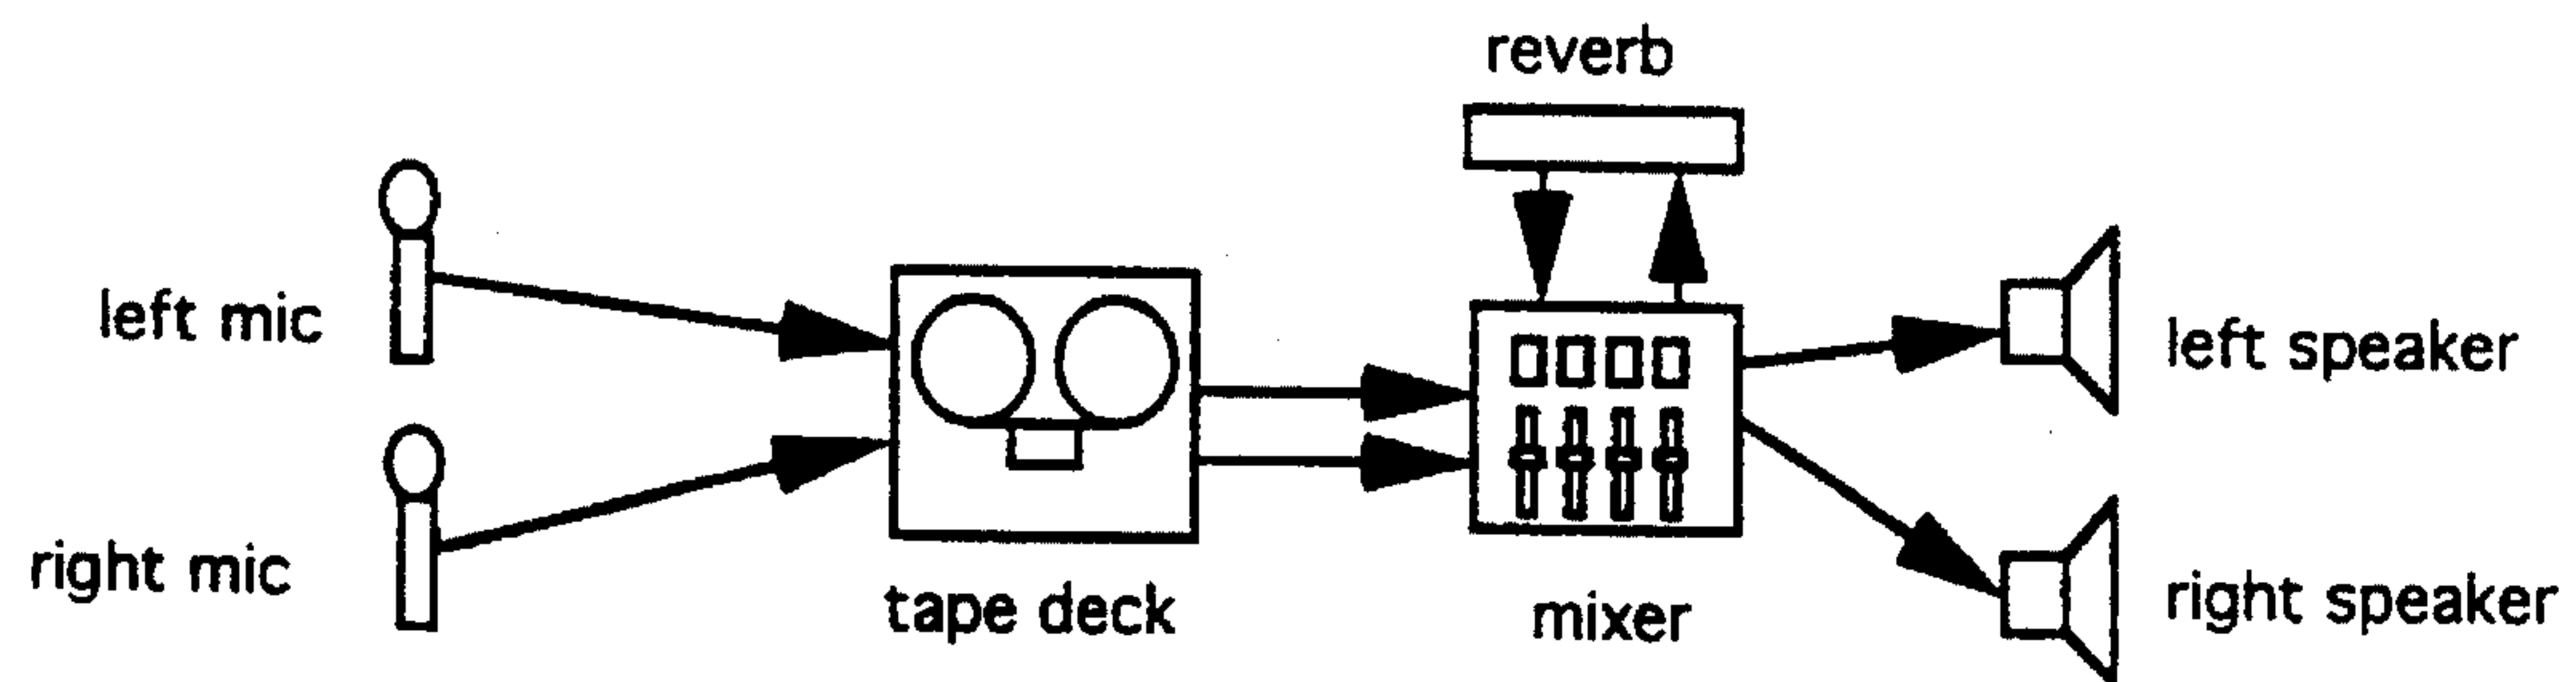 reverb
left mic
left speaker
right mic
tape deck
mixer
right speaker